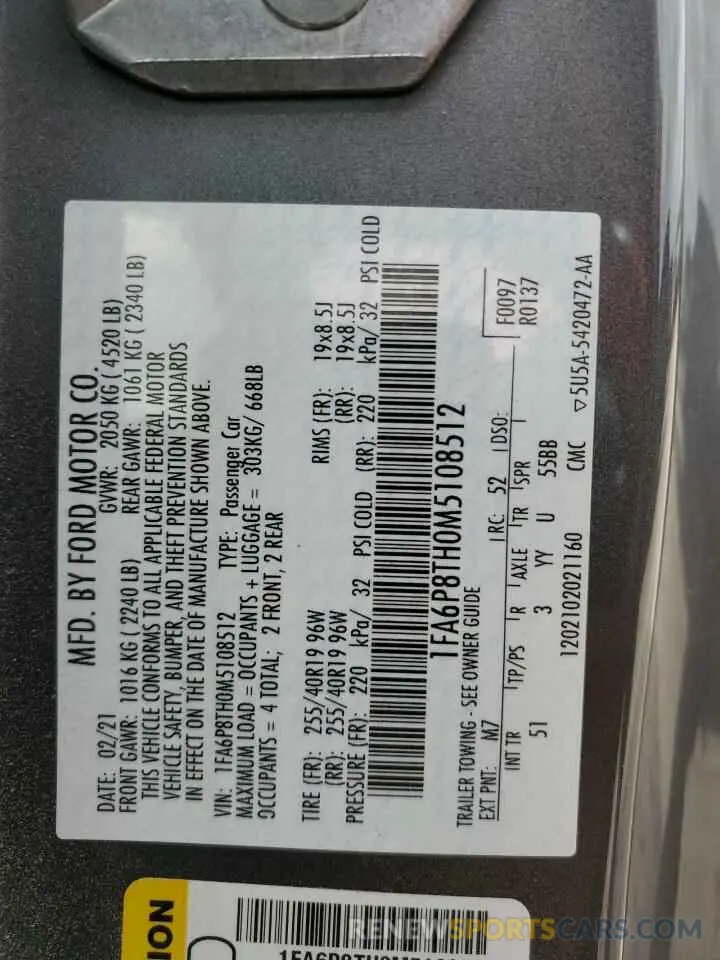 MFD. BY FORD MOTOR CO.
DATE: 02/21 GVWR: 2050 KG ( 4520 LB)
FRONT GAWR: 1016 KG ( 2240 LB) REAR GAWR: 1061 KG ( 2340 LB)
THIS VEHICLE CONFORMS TO ALL APPLICABLE FEDERAL MOTOR
VEHICLE SAFETY, BUMPER, AND THEFT PREVENTION STANDARDS
IN EFFECT ON THE DATE OF MANUFACTURE SHOWN ABOVE.
VIN: 1FA6P8TH0M5108512 TYPE: Passenger Car
MAXIMUM LOAD = OCCUPANTS + LUGGAGE = 303KG/ 668LB
OCCUPANTS = 4 TOTAL; 2 FRONT, 2 REAR
TIRE (FR): 255/40R19 96W RIMS (FR): 19x8.5J
(RR): 255/40R19 96W (RR): 19x8.5J
PRESSURE (FR): 220 kPa/ 32 PSI COLD (RR): 220 kPa/ 32 PSI COLD
1FA6P8TH0M5108512
TRAILER TOWING - SEE OWNER GUIDE
EXT PNT: M7 RC: 52 DSO: F0097
R0137
INT TR TP/PS R AXLE TR SPR
51 3 YY U 55BB
1202102021160 CMC ▽5U5A-5420472-AA
ION
RENEWSPORTSCARS.COM